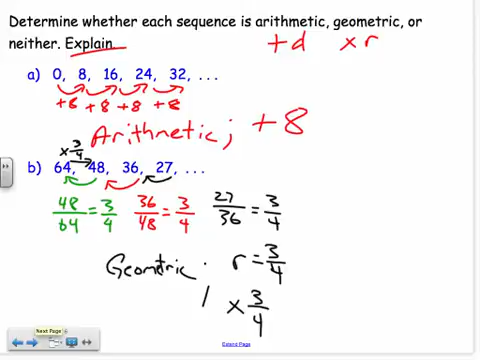 Determine whether each sequence is arithmetic, geometric, or
neither. Explain.
+d xr
a) 0, 8, 16, 24, 32, . . .
+8 +8 +8 +8
Arithmetic; +8
x 3/4
b) 64, 48, 36, 27, . . .
48/64 = 3/4 36/48 = 3/4 27/36 = 3/4
Geometric; r = 3/4
x 3/4
Next Page
Extend Page